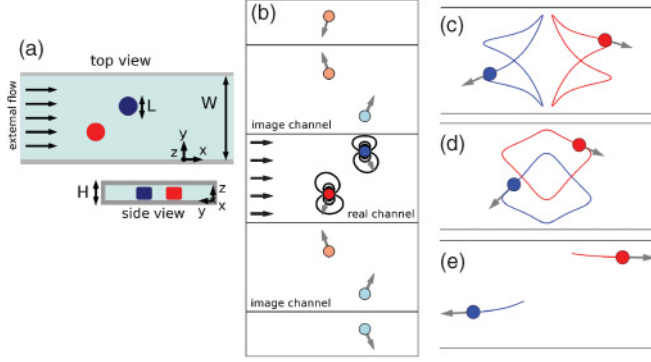 (a)
top view
external flow
L
W
y
z
x
H
z
y
x
side view
(b)
image channel
real channel
image channel
(c)
(d)
(e)